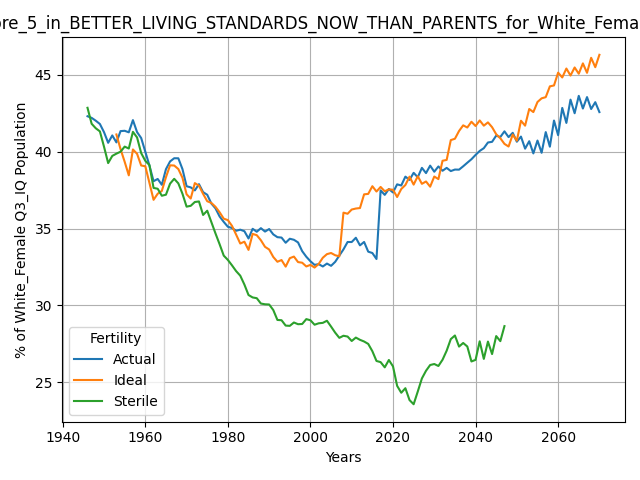 ore_5_in_BETTER_LIVING_STANDARDS_NOW_THAN_PARENTS_for_White_Fema
% of White_Female Q3_IQ Population
45
40
35
30
25
Fertility
Actual
Ideal
Sterile
1940 1960 1980 2000 2020 2040 2060
Years